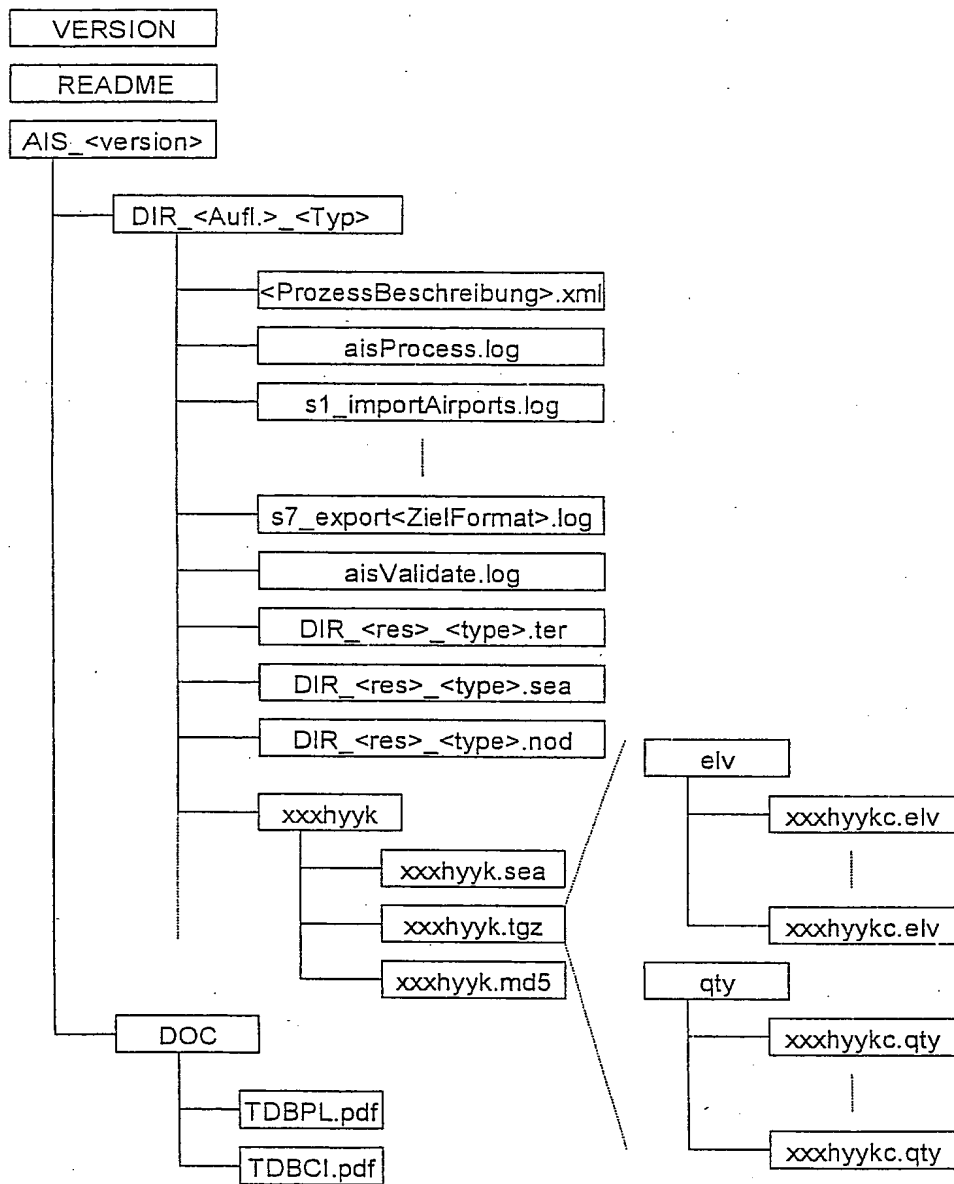 VERSION
README
AIS_<version>
DIR_<Aufl.>_<Typ>
<ProzessBeschreibung>.xml
aisProcess.log
s1_importAirports.log
s7_export<ZielFormat>.log
aisValidate.log
DIR_<res>_<type>.ter
DIR_<res>_<type>.sea
DIR_<res>_<type>.nod
xxxhyyk
xxxhyyk.sea
xxxhyyk.tgz
xxxhyyk.md5
elv
xxxhyykc.elv
xxxhyykc.elv
qty
xxxhyykc.qty
xxxhyykc.qty
DOC
TDBPL.pdf
TDBCI.pdf